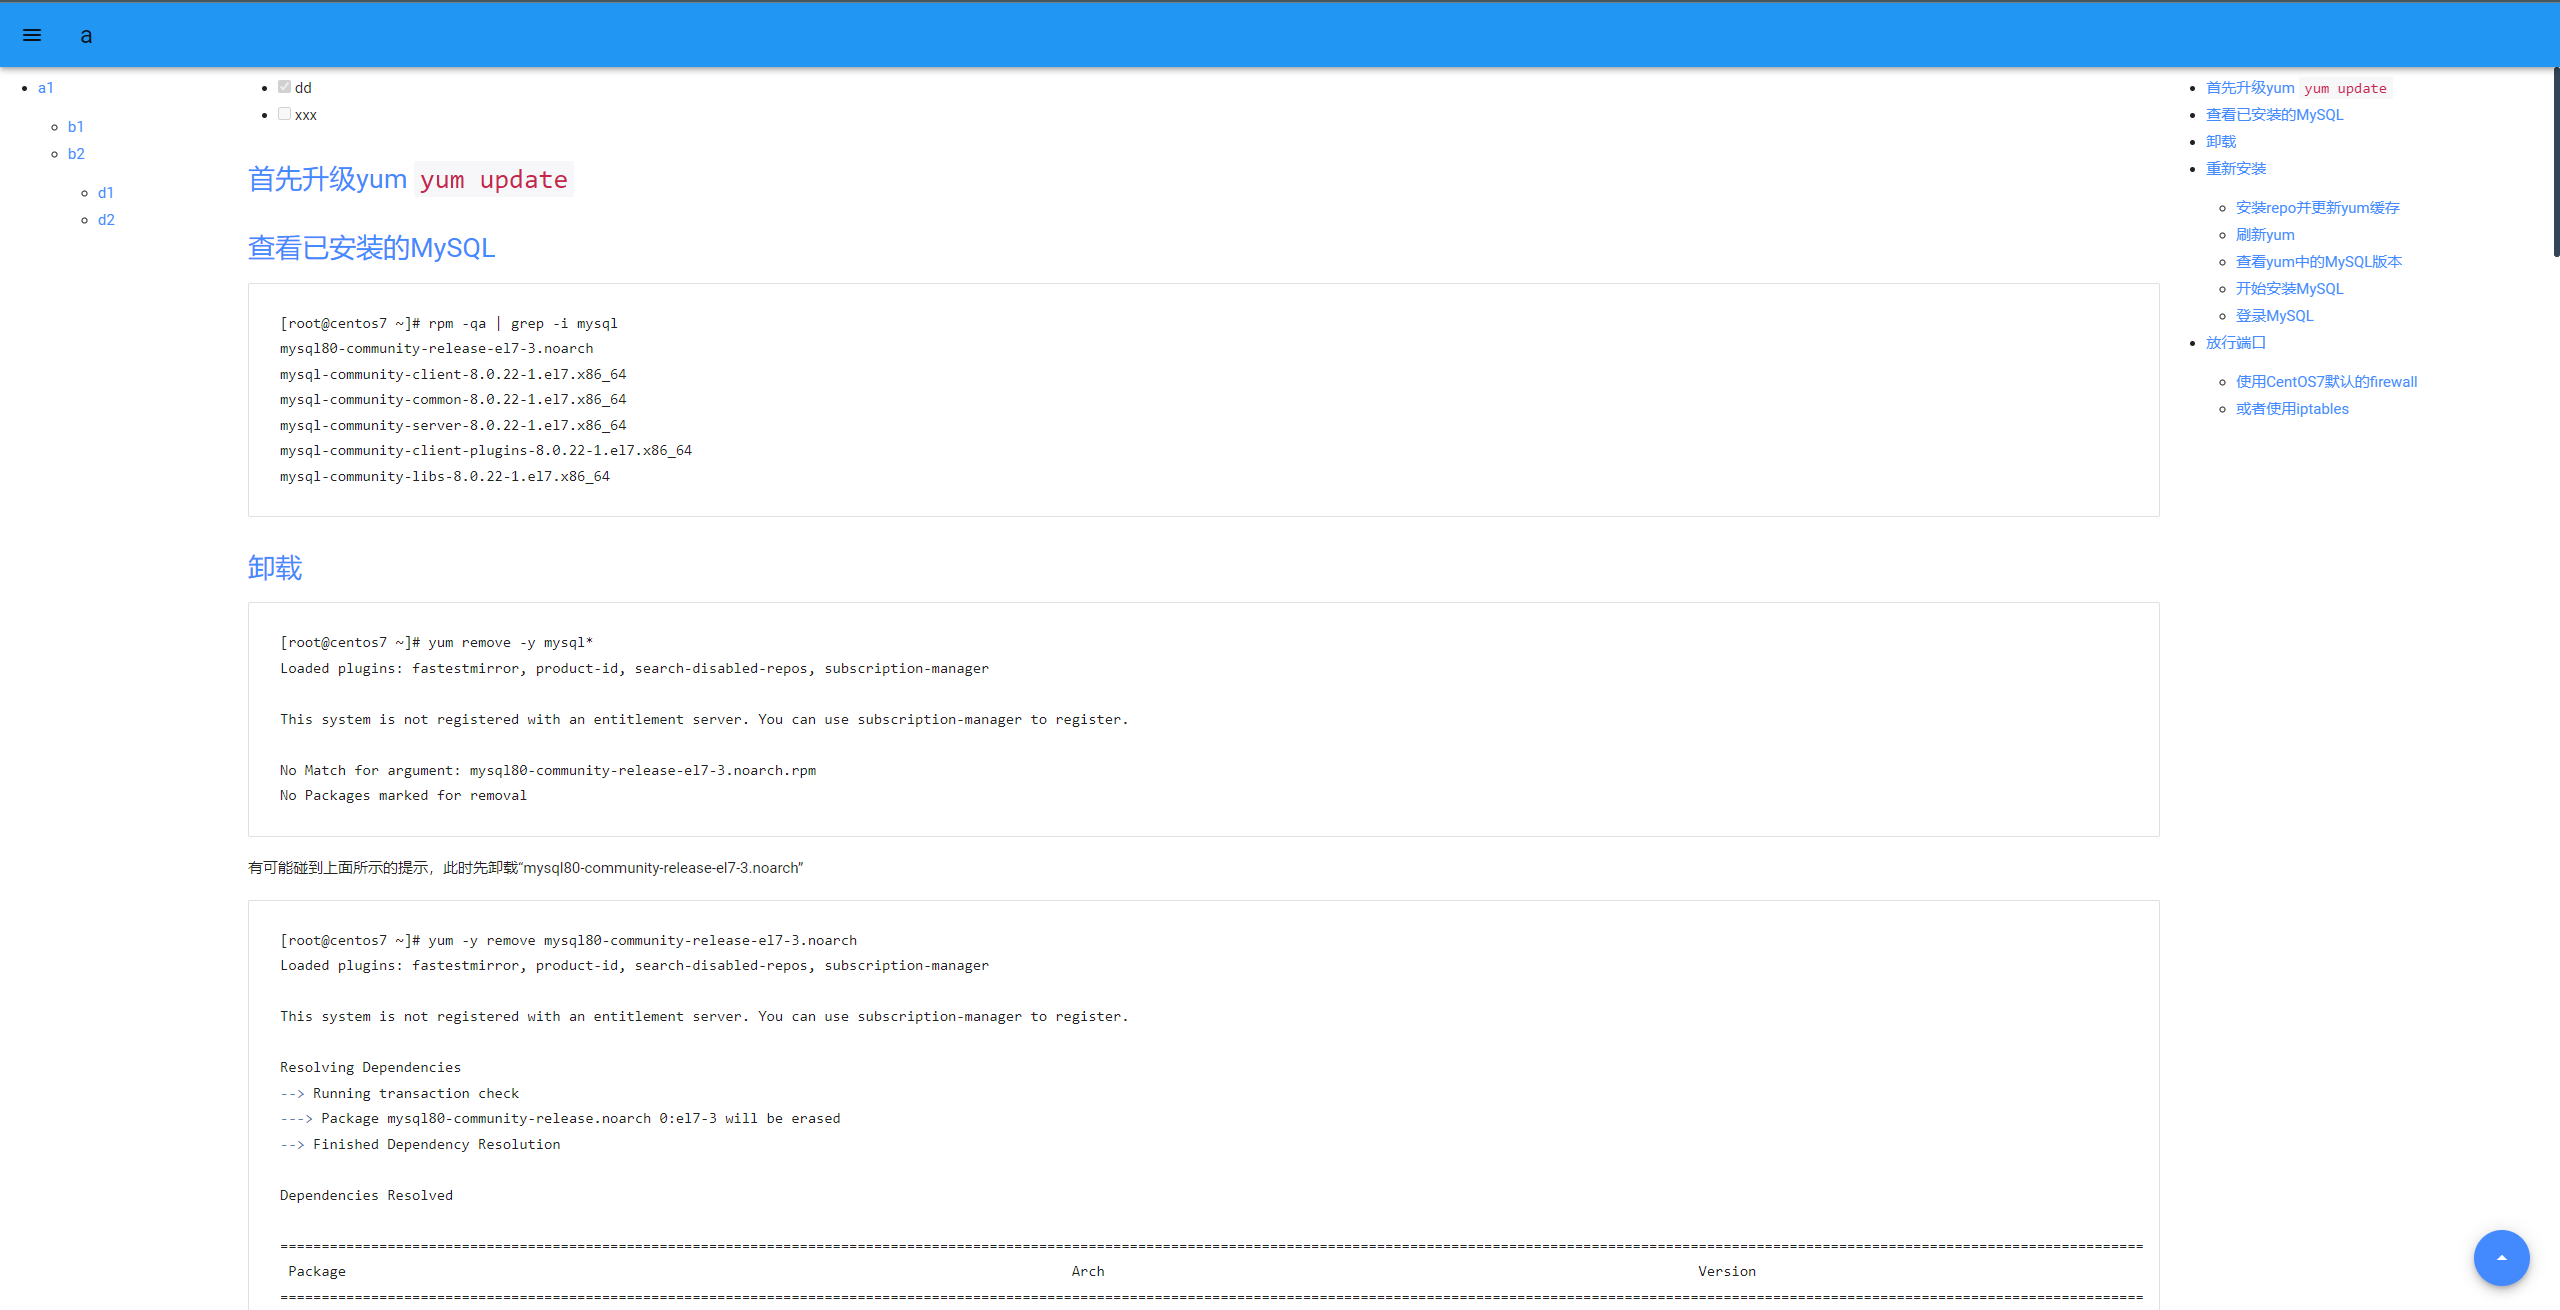 a
a1
b1
b2
d1
d2
dd
xxx
首先升级yum yum update
查看已安装的MySQL
[root@centos7 ~]# rpm -qa | grep -i mysql
mysql80-community-release-el7-3.noarch
mysql-community-client-8.0.22-1.el7.x86_64
mysql-community-common-8.0.22-1.el7.x86_64
mysql-community-server-8.0.22-1.el7.x86_64
mysql-community-client-plugins-8.0.22-1.el7.x86_64
mysql-community-libs-8.0.22-1.el7.x86_64
卸载
[root@centos7 ~]# yum remove -y mysql*
Loaded plugins: fastestmirror, product-id, search-disabled-repos, subscription-manager
This system is not registered with an entitlement server. You can use subscription-manager to register.
No Match for argument: mysql80-community-release-el7-3.noarch.rpm
No Packages marked for removal
有可能碰到上面所示的提示，此时先卸载“mysql80-community-release-el7-3.noarch”
[root@centos7 ~]# yum -y remove mysql80-community-release-el7-3.noarch
Loaded plugins: fastestmirror, product-id, search-disabled-repos, subscription-manager
This system is not registered with an entitlement server. You can use subscription-manager to register.
Resolving Dependencies
--> Running transaction check
---> Package mysql80-community-release.noarch 0:el7-3 will be erased
--> Finished Dependency Resolution
Dependencies Resolved
Package Arch Version
首先升级yum yum update
查看已安装的MySQL
卸载
重新安装
安装repo并更新yum缓存
刷新yum
查看yum中的MySQL版本
开始安装MySQL
登录MySQL
放行端口
使用CentOS7默认的firewall
或者使用iptables